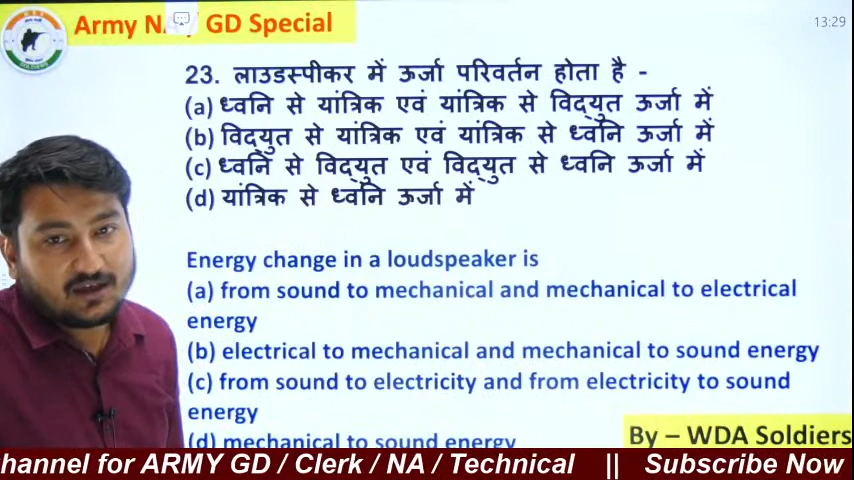 Army NA GD Special
13:29
23. लाउडस्पीकर में ऊर्जा परिवर्तन होता है -
(a) ध्वनि से यांत्रिक एवं यांत्रिक से विद्युत ऊर्जा में
(b) विद्युत से यांत्रिक एवं यांत्रिक से ध्वनि ऊर्जा में
(c) ध्वनि से विद्युत एवं विद्युत से ध्वनि ऊर्जा में
(d) यांत्रिक से ध्वनि ऊर्जा में
Energy change in a loudspeaker is
(a) from sound to mechanical and mechanical to electrical
energy
(b) electrical to mechanical and mechanical to sound energy
(c) from sound to electricity and from electricity to sound
energy
(d) mechanical to sound energy
By – WDA Soldiers
hannel for ARMY GD / Clerk / NA / Technical || Subscribe Now